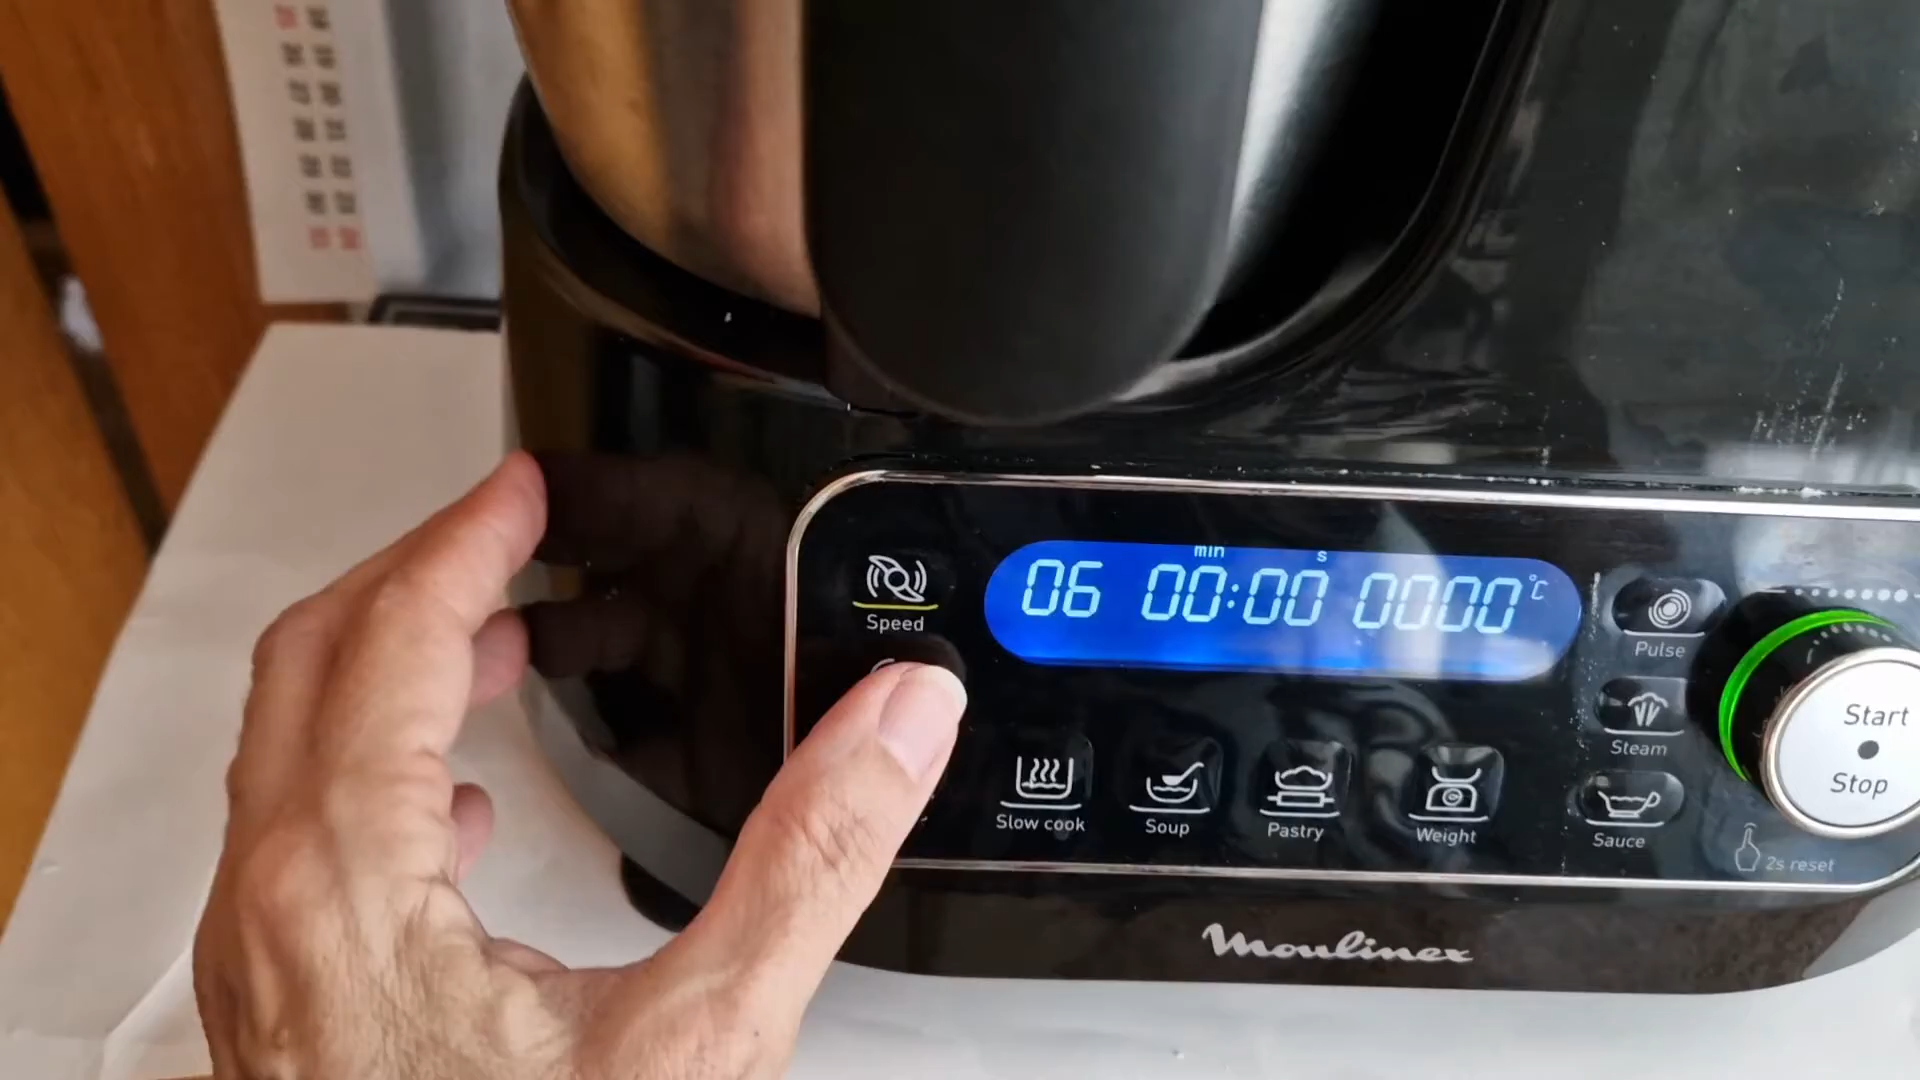 min s
06 00:00 0000°C
Speed
Pulse
Steam
Start
Stop
Slow cook
Soup
Pastry
Weight
Sauce
2s reset
Moulinex